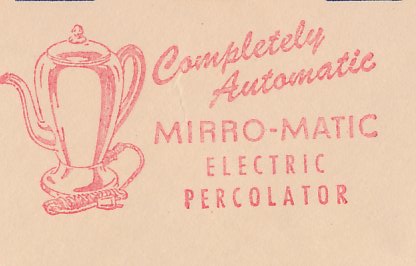 Completely
Automatic
MIRRO-MATIC
ELECTRIC
PERCOLATOR